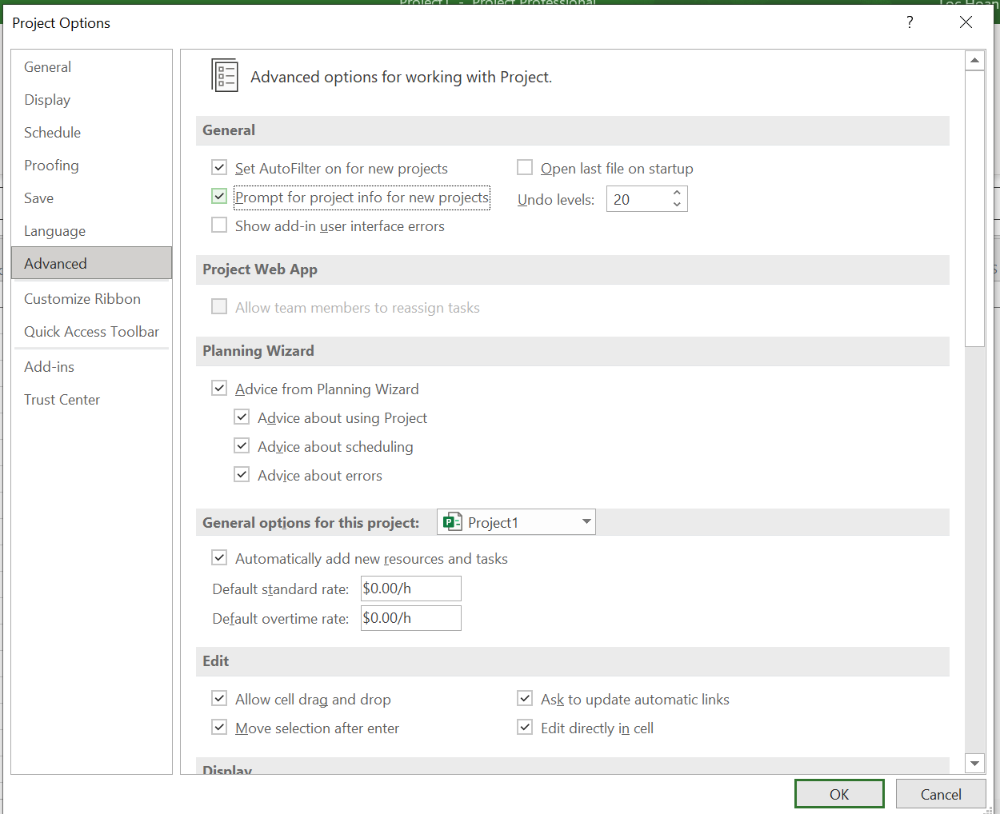 Project1 - Project Professional
Project Options
?
General
Display
Schedule
Proofing
Save
Language
Advanced
Customize Ribbon
Quick Access Toolbar
Add-ins
Trust Center
Advanced options for working with Project.
General
Set AutoFilter on for new projects
Open last file on startup
Prompt for project info for new projects
Undo levels: 20
Show add-in user interface errors
Project Web App
Allow team members to reassign tasks
Planning Wizard
Advice from Planning Wizard
Advice about using Project
Advice about scheduling
Advice about errors
General options for this project: Project1
Automatically add new resources and tasks
Default standard rate: $0.00/h
Default overtime rate: $0.00/h
Edit
Allow cell drag and drop
Ask to update automatic links
Move selection after enter
Edit directly in cell
Display
OK
Cancel